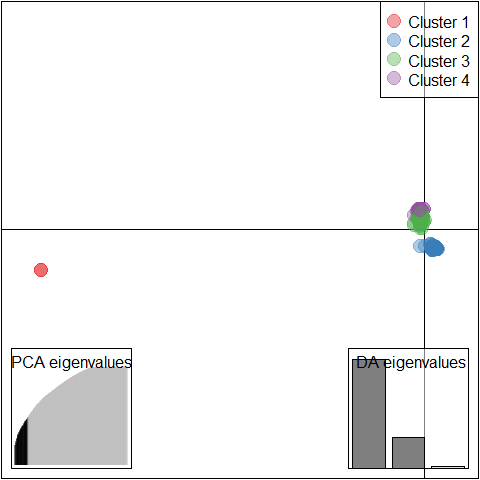 Cluster 1
Cluster 2
Cluster 3
Cluster 4
PCA eigenvalues
DA eigenvalues